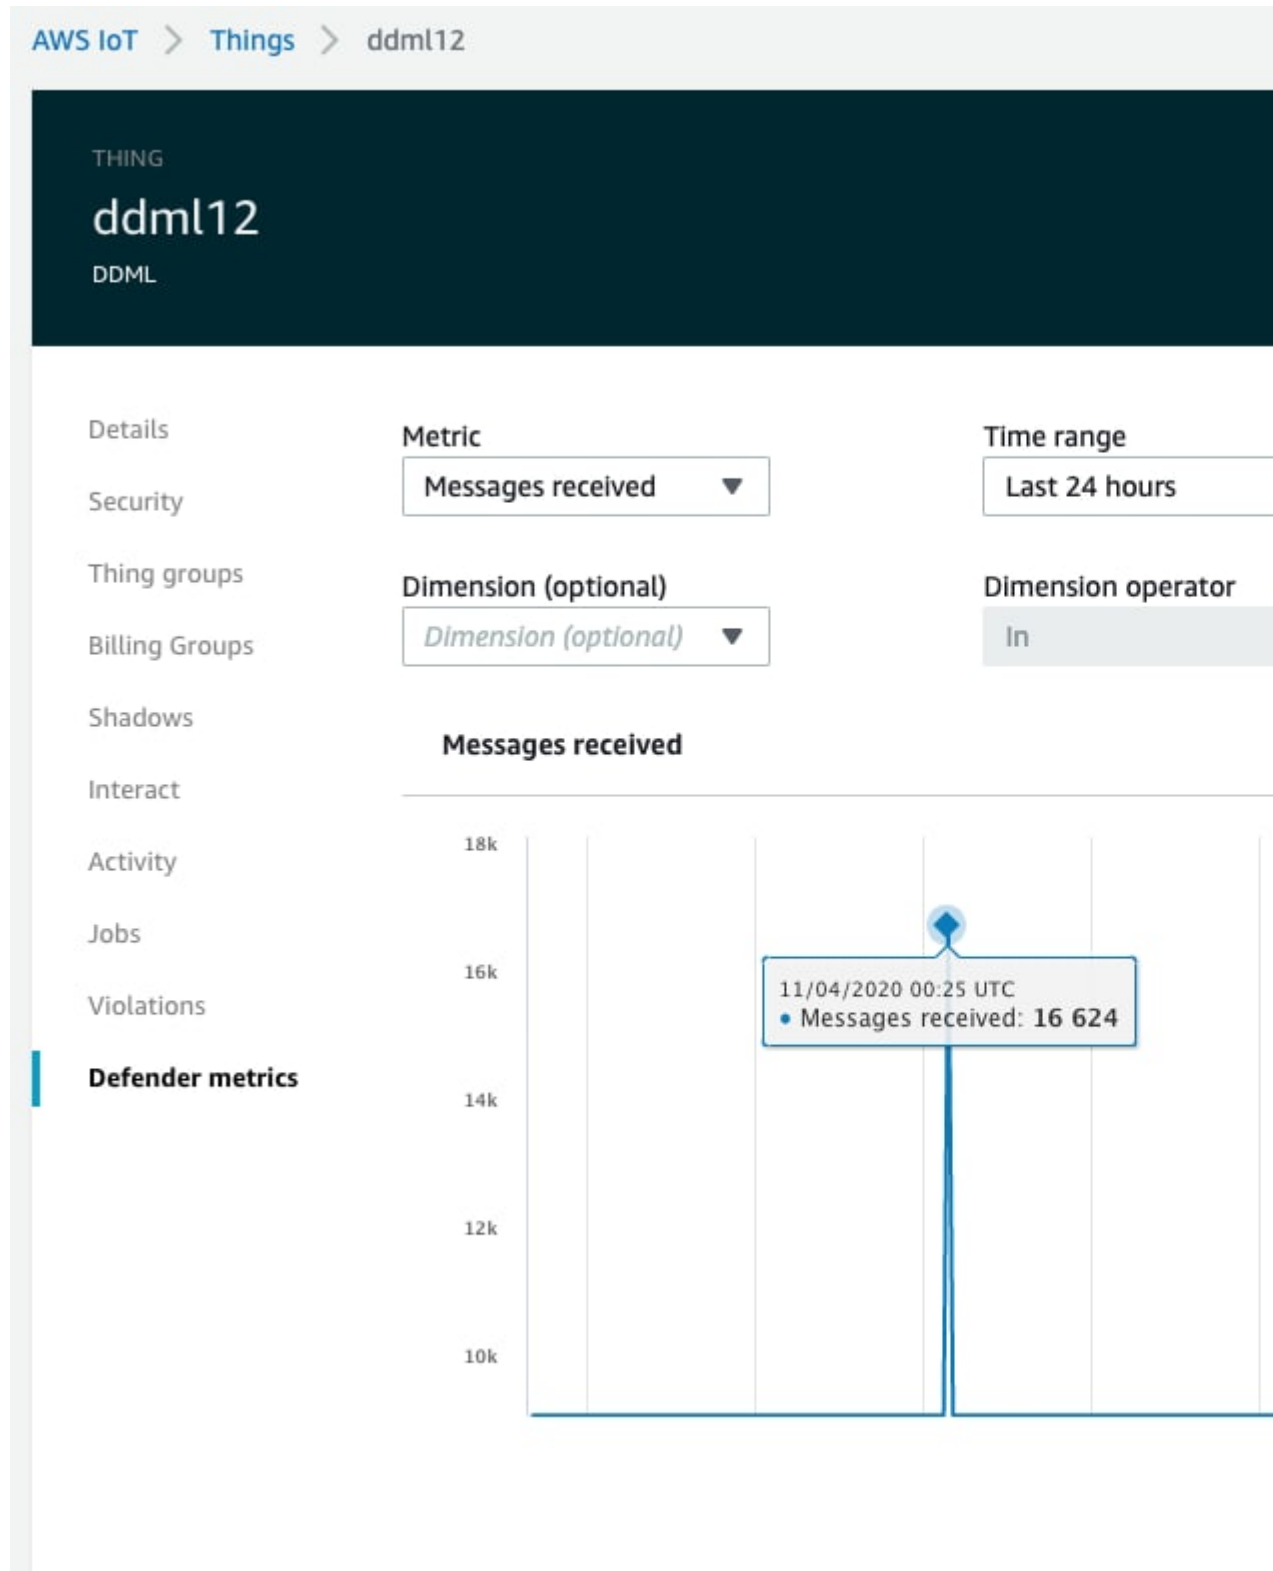 AWS IoT > Things > ddml12
THING
ddml12
DDML
Details
Security
Thing groups
Billing Groups
Shadows
Interact
Activity
Jobs
Violations
Defender metrics
Metric
Messages received
Time range
Last 24 hours
Dimension (optional)
Dimension (optional)
Dimension operator
In
Messages received
18k
16k
14k
12k
10k
11/04/2020 00:25 UTC
• Messages received: 16 624